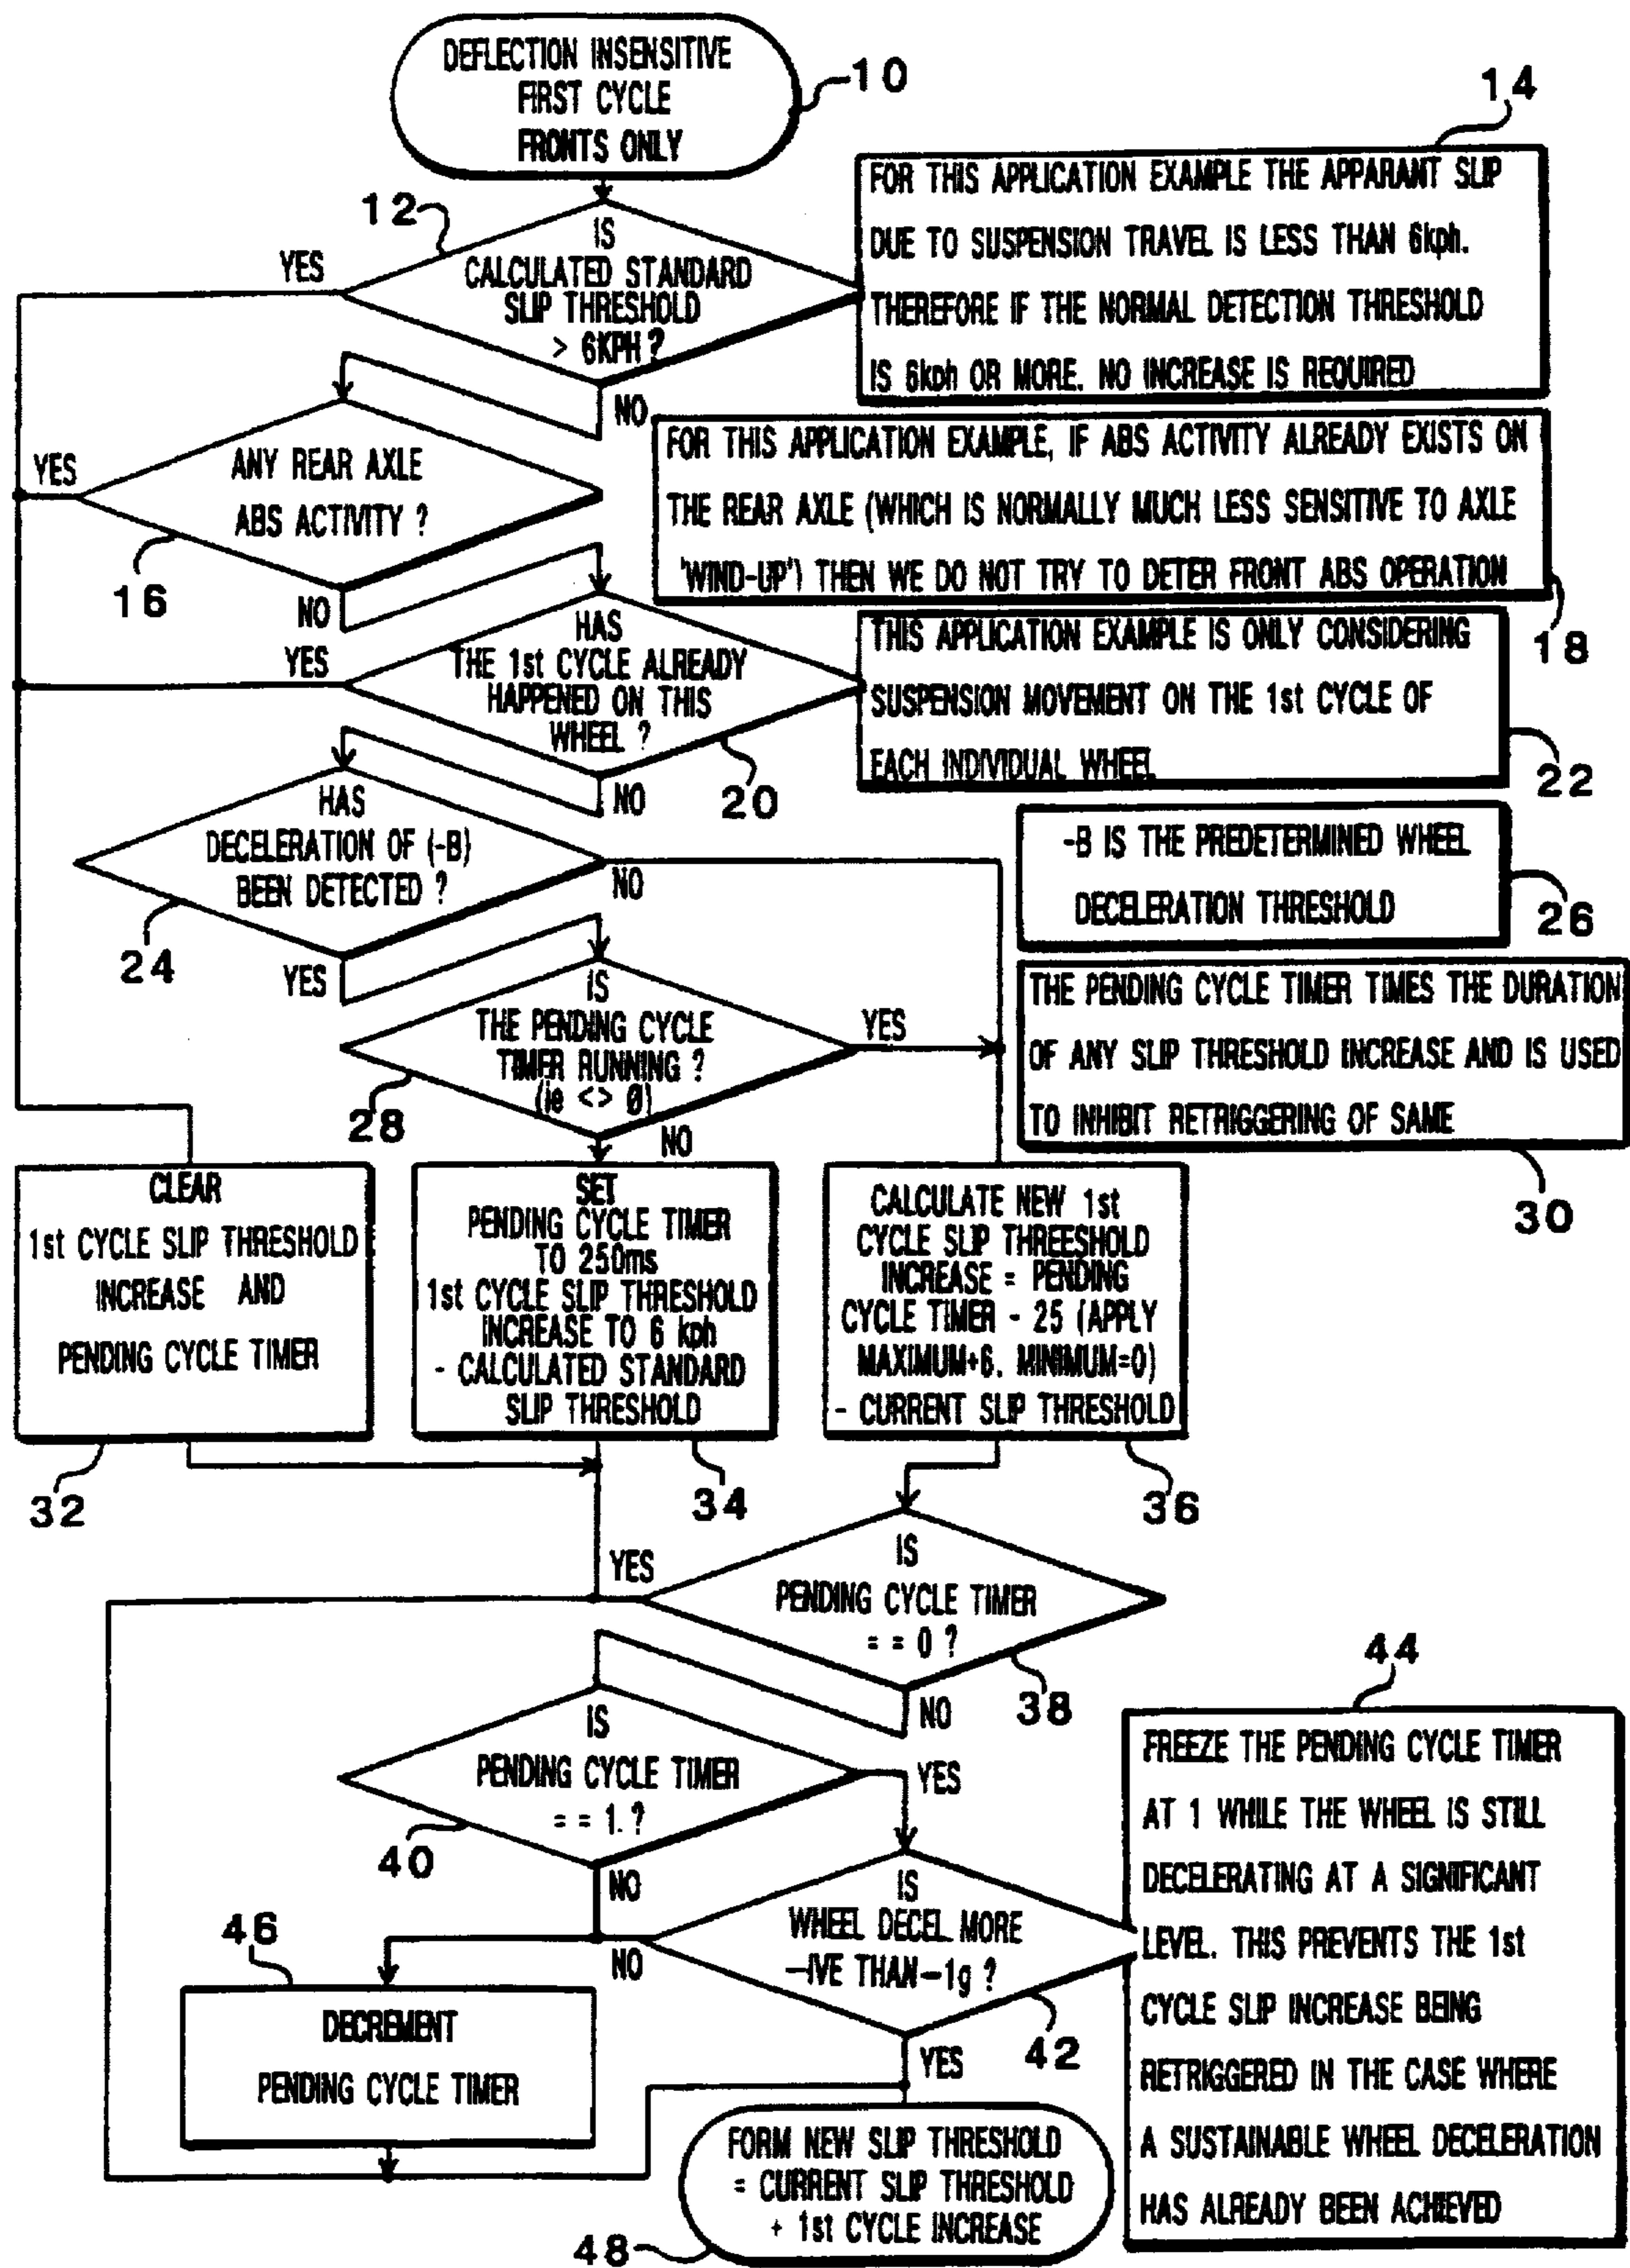 DEFLECTION INSENSITIVE
FIRST CYCLE
FRONTS ONLY
10
14
FOR THIS APPLICATION EXAMPLE THE APPARANT SLIP
DUE TO SUSPENSION TRAVEL IS LESS THAN 6kph.
THEREFORE IF THE NORMAL DETECTION THRESHOLD
IS 6kph OR MORE. NO INCREASE IS REQUIRED
12
YES
IS
CALCULATED STANDARD
SLIP THRESHOLD
> 6KPH ?
NO
YES
ANY REAR AXLE
ABS ACTIVITY ?
16
NO
FOR THIS APPLICATION EXAMPLE, IF ABS ACTIVITY ALREADY EXISTS ON
THE REAR AXLE (WHICH IS NORMALLY MUCH LESS SENSITIVE TO AXLE
'WIND-UP') THEN WE DO NOT TRY TO DETER FRONT ABS OPERATION
18
YES
HAS
THE 1st CYCLE ALREADY
HAPPENED ON THIS
WHEEL ?
NO
20
THIS APPLICATION EXAMPLE IS ONLY CONSIDERING
SUSPENSION MOVEMENT ON THE 1st CYCLE OF
EACH INDIVIDUAL WHEEL
22
HAS
DECELERATION OF (-B)
BEEN DETECTED ?
NO
24
YES
-B IS THE PREDETERMINED WHEEL
DECELERATION THRESHOLD
26
IS
THE PENDING CYCLE
TIMER RUNNING ?
(ie <> Ø)
YES
28
NO
THE PENDING CYCLE TIMER TIMES THE DURATION
OF ANY SLIP THRESHOLD INCREASE AND IS USED
TO INHIBIT RETRIGGERING OF SAME
30
CLEAR
1st CYCLE SLIP THRESHOLD
INCREASE AND
PENDING CYCLE TIMER
32
SET
PENDING CYCLE TIMER
TO 250ms
1st CYCLE SLIP THRESHOLD
INCREASE TO 6 kph
- CALCULATED STANDARD
SLIP THRESHOLD
34
CALCULATE NEW 1st
CYCLE SLIP THREESHOLD
INCREASE = PENDING
CYCLE TIMER - 25 (APPLY
MAXIMUM+6. MINIMUM=0)
- CURRENT SLIP THRESHOLD
36
YES
IS
PENDING CYCLE TIMER
= = 0 ?
NO
38
IS
PENDING CYCLE TIMER
= = 1. ?
YES
40
NO
IS
WHEEL DECEL MORE
-IVE THAN -1g ?
NO
42
YES
44
FREEZE THE PENDING CYCLE TIMER
AT 1 WHILE THE WHEEL IS STILL
DECELERATING AT A SIGNIFICANT
LEVEL. THIS PREVENTS THE 1st
CYCLE SLIP INCREASE BEING
RETRIGGERED IN THE CASE WHERE
A SUSTAINABLE WHEEL DECELERATION
HAS ALREADY BEEN ACHIEVED
46
DECREMENT
PENDING CYCLE TIMER
FORM NEW SLIP THRESHOLD
= CURRENT SLIP THRESHOLD
+ 1st CYCLE INCREASE
48